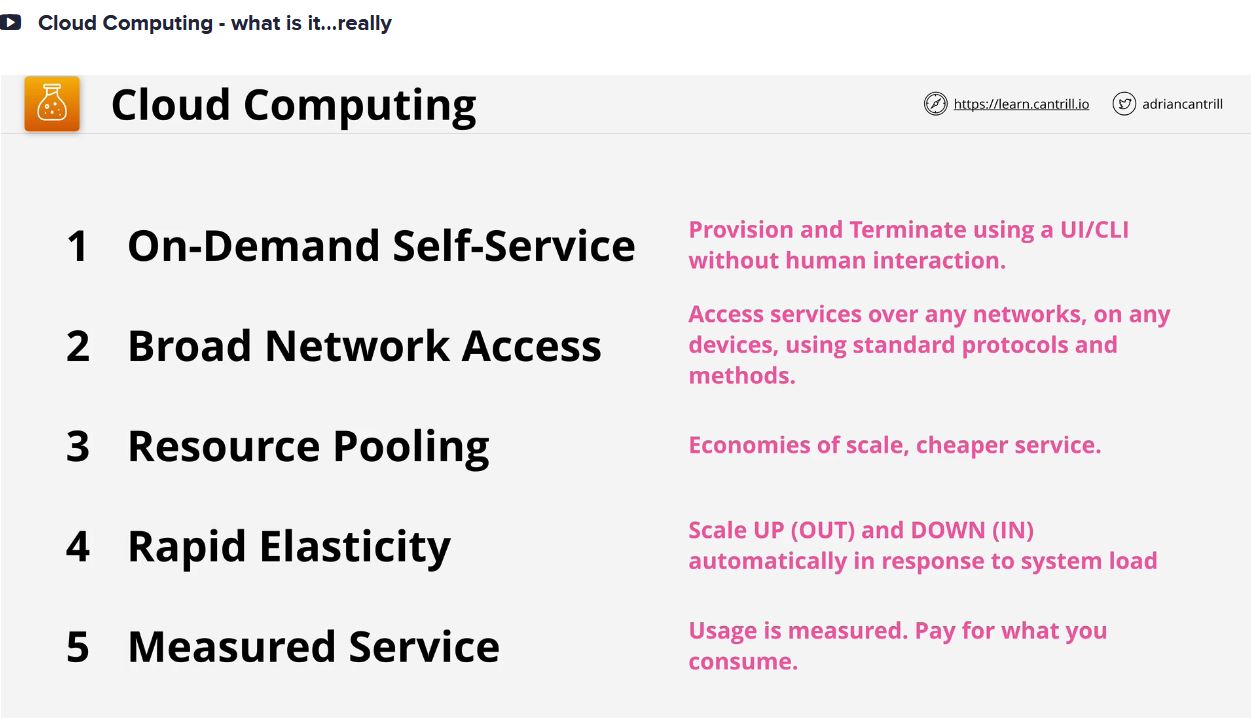 Cloud Computing - what is it...really
Cloud Computing
https://learn.cantrill.io
adriancantrill
1 On-Demand Self-Service
Provision and Terminate using a UI/CLI
without human interaction.
2 Broad Network Access
Access services over any networks, on any
devices, using standard protocols and
methods.
3 Resource Pooling
Economies of scale, cheaper service.
4 Rapid Elasticity
Scale UP (OUT) and DOWN (IN)
automatically in response to system load
5 Measured Service
Usage is measured. Pay for what you
consume.